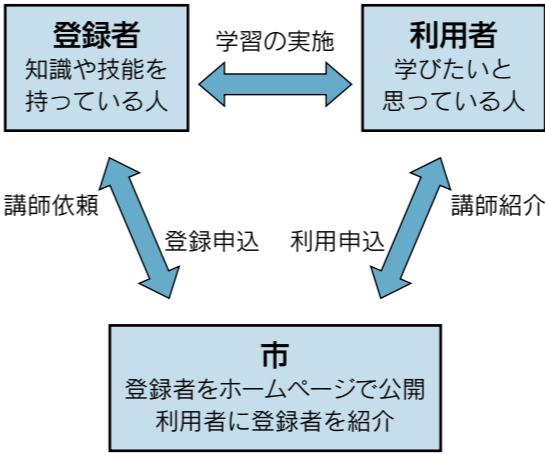 登録者
知識や技能を
持っている人
学習の実施
利用者
学びたいと
思っている人
講師依頼
登録申込
利用申込
講師紹介
市
登録者をホームページで公開
利用者に登録者を紹介